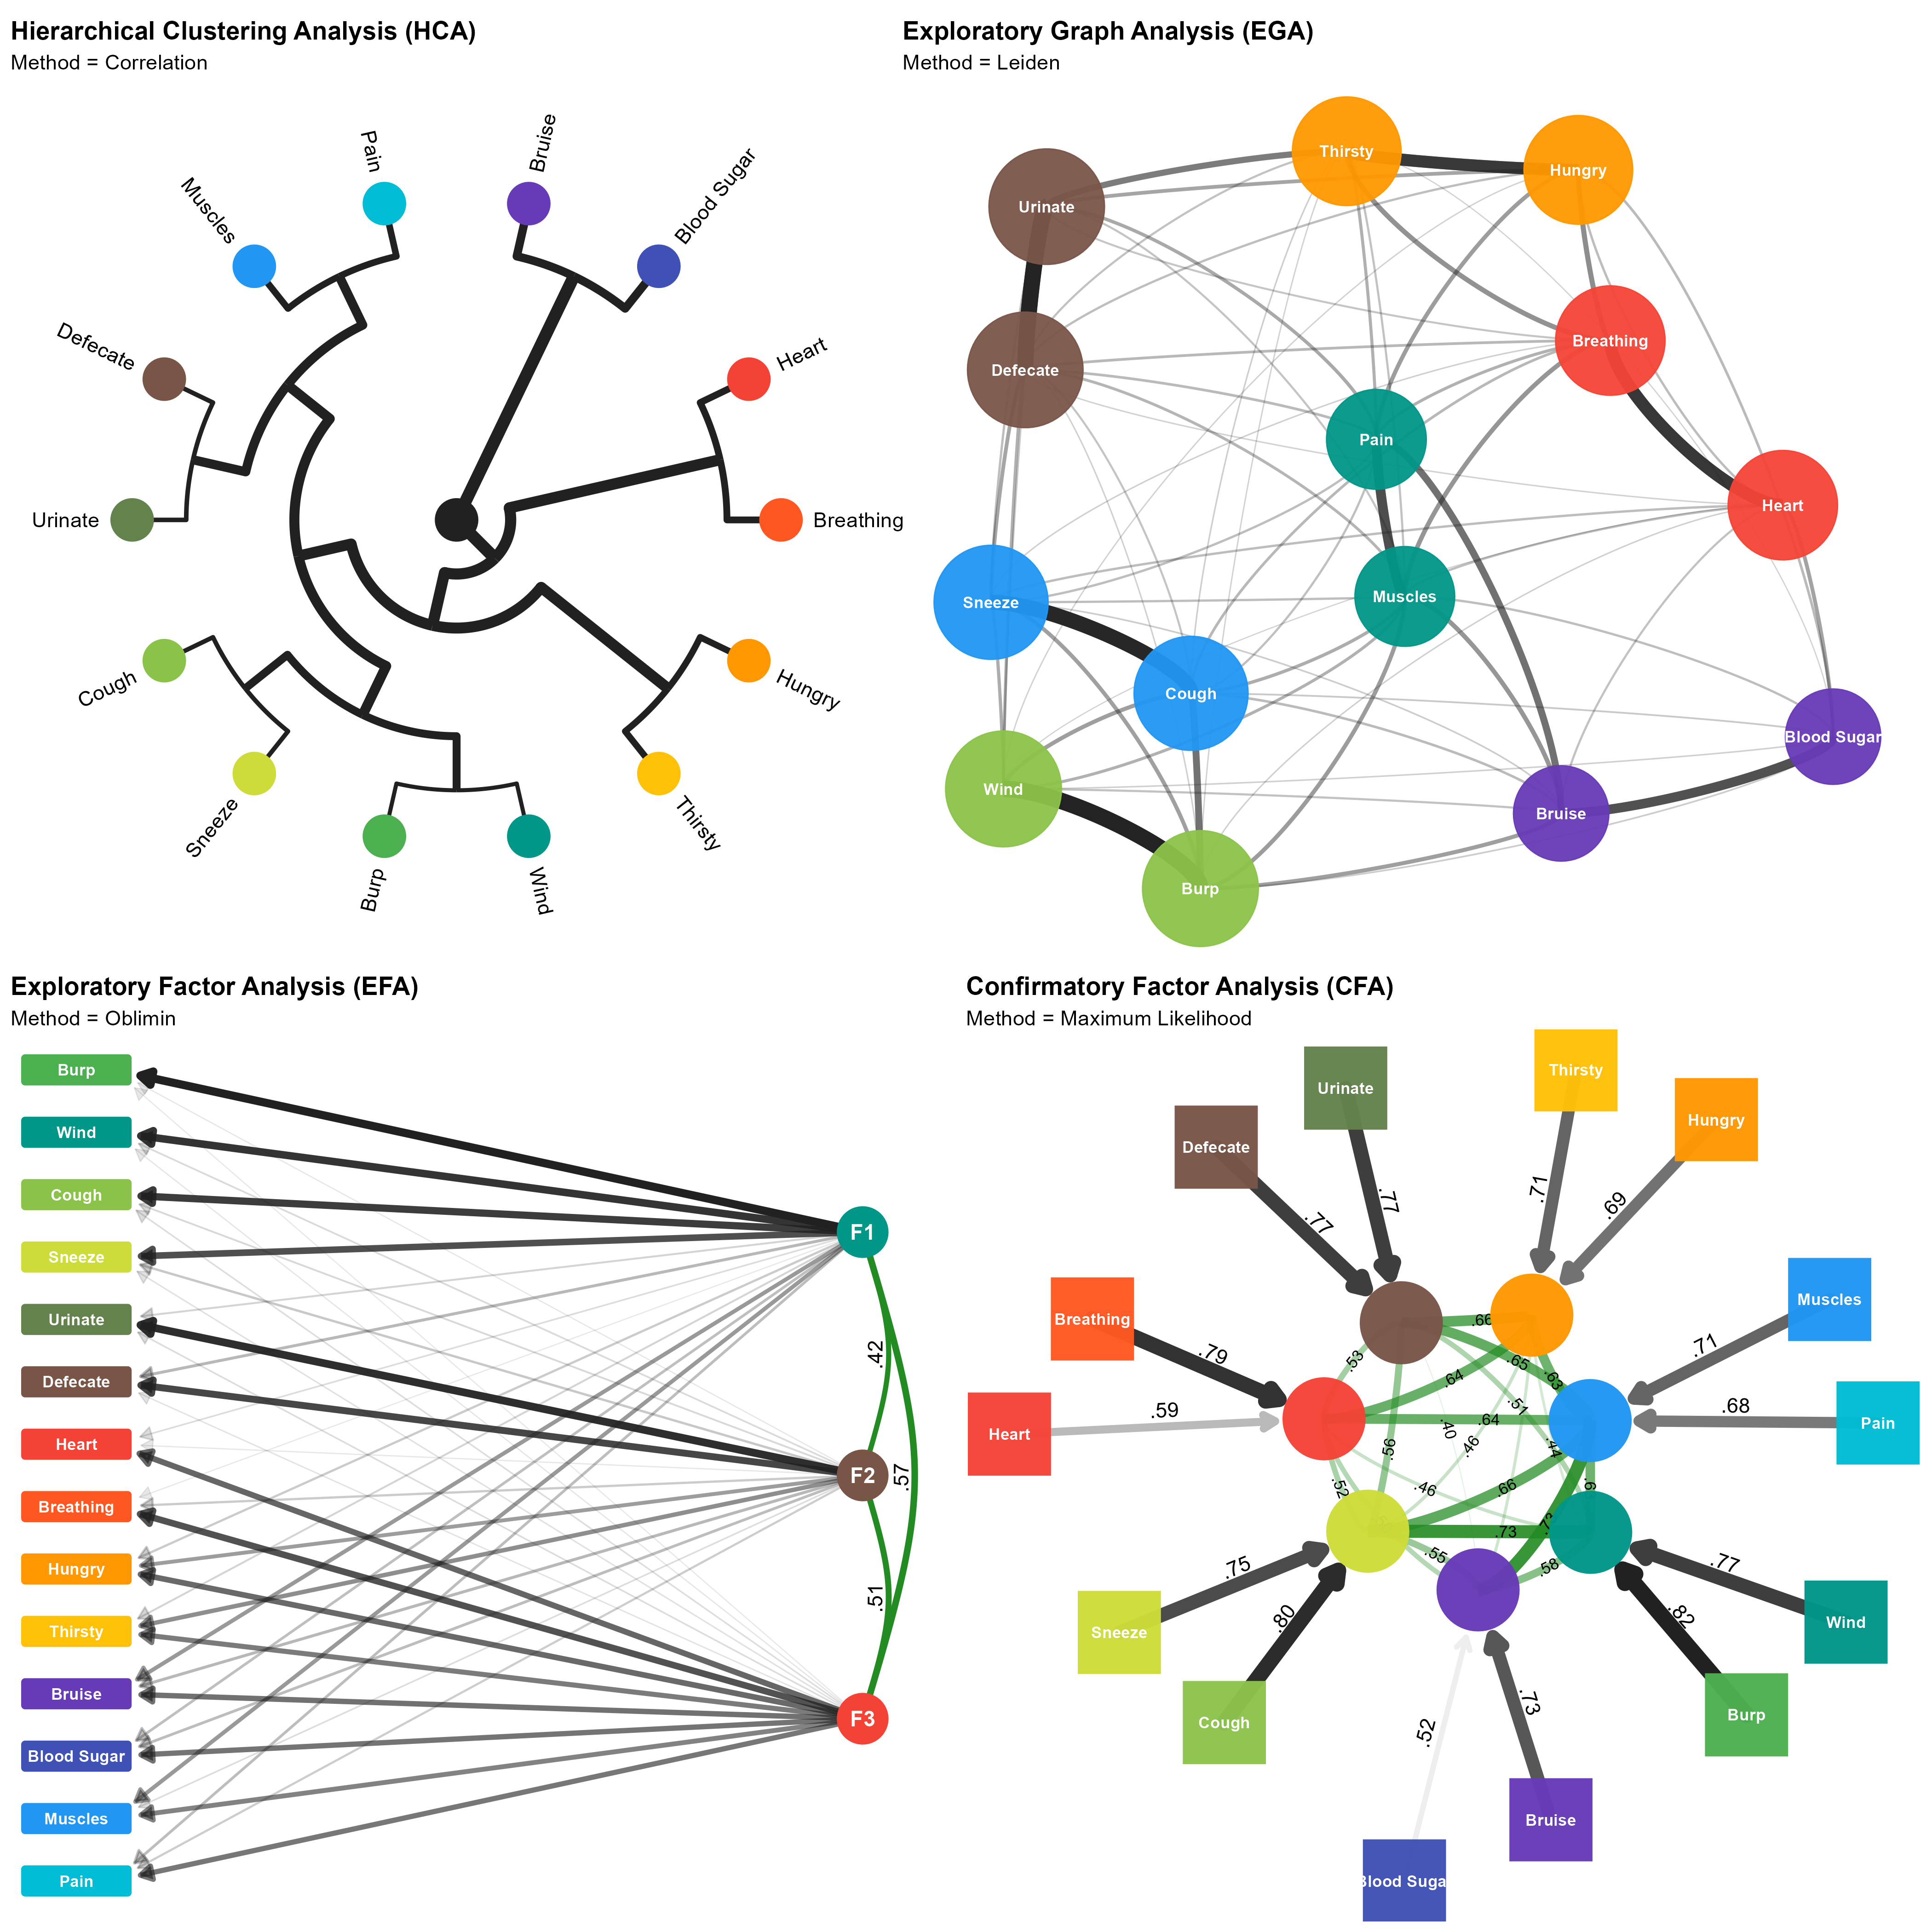 Hierarchical Clustering Analysis (HCA)
Method = Correlation
Pain
Bruise
Muscles
Blood Sugar
Defecate
Heart
Urinate
Breathing
Cough
Hungry
Sneeze
Thirsty
Burp
Wind
Exploratory Graph Analysis (EGA)
Method = Leiden
Thirsty
Hungry
Urinate
Breathing
Defecate
Pain
Heart
Muscles
Sneeze
Cough
Blood Sugar
Wind
Bruise
Burp
Exploratory Factor Analysis (EFA)
Method = Oblimin
Burp
Wind
Cough
Sneeze
Urinate
Defecate
Heart
Breathing
Hungry
Thirsty
Bruise
Blood Sugar
Muscles
Pain
F1
.42
F2
.57
.51
F3
Confirmatory Factor Analysis (CFA)
Method = Maximum Likelihood
Thirsty
Urinate
Hungry
Defecate
.77
.77
.71
.69
Breathing
Muscles
.79
.71
Heart
.59
.68
Pain
.66
.53
.65
.63
.64
.51
.64
.40
.46
.44
.56
.52
.46
.66
.6
.73
.73
.55
.58
.75
.77
Sneeze
.80
.82
Wind
Cough
Burp
.52
.73
Bruise
Blood Suga